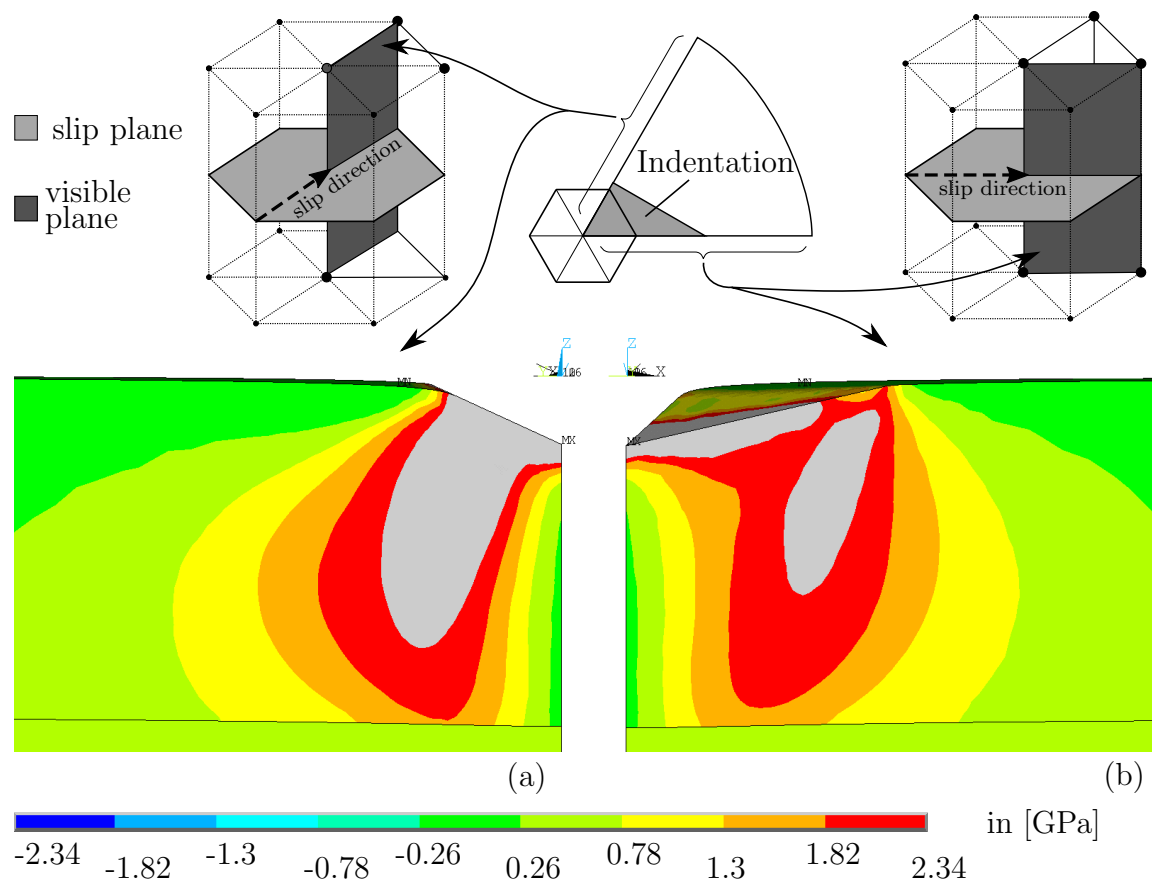 slip plane
visible
plane
slip direction
Indentation
slip direction
Z
X
Z
X
MN
MX
MN
MX
(a)
(b)
in [GPa]
-2.34
-1.82
-1.3
-0.78
-0.26
0.26
0.78
1.3
1.82
2.34